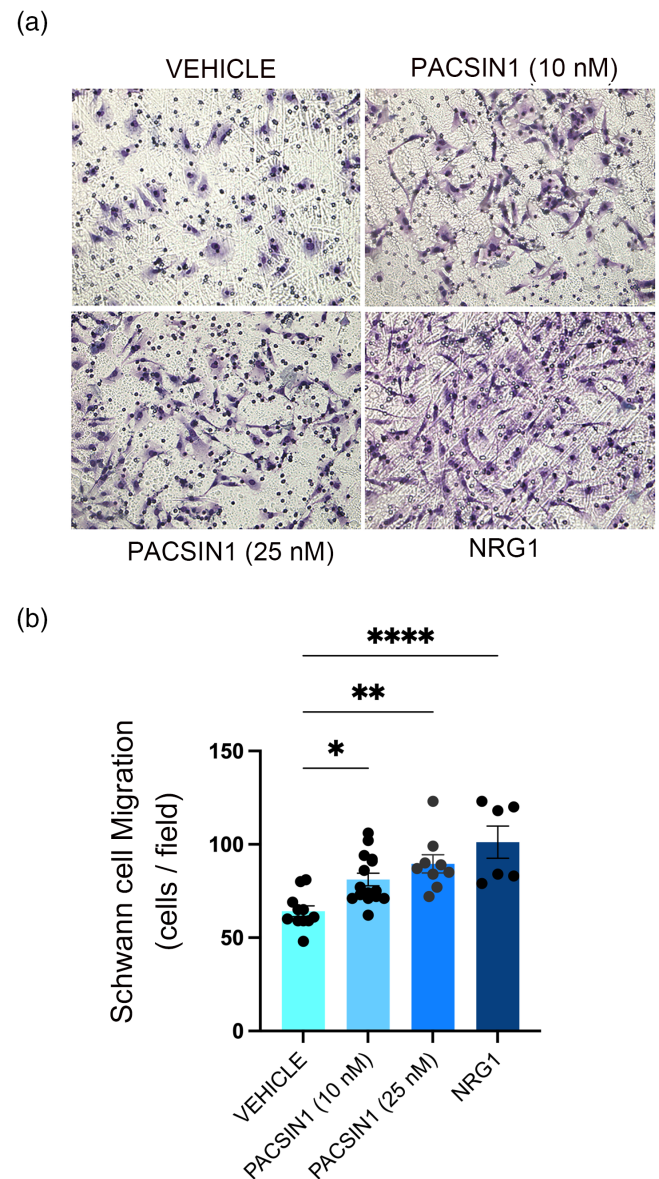 (a)
VEHICLE
PACSIN1 (10 nM)
PACSIN1 (25 nM)
NRG1
(b)
****
**
*
Schwann cell Migration
(cells / field)
150
100
50
0
VEHICLE
PACSIN1 (10 nM)
PACSIN1 (25 nM)
NRG1